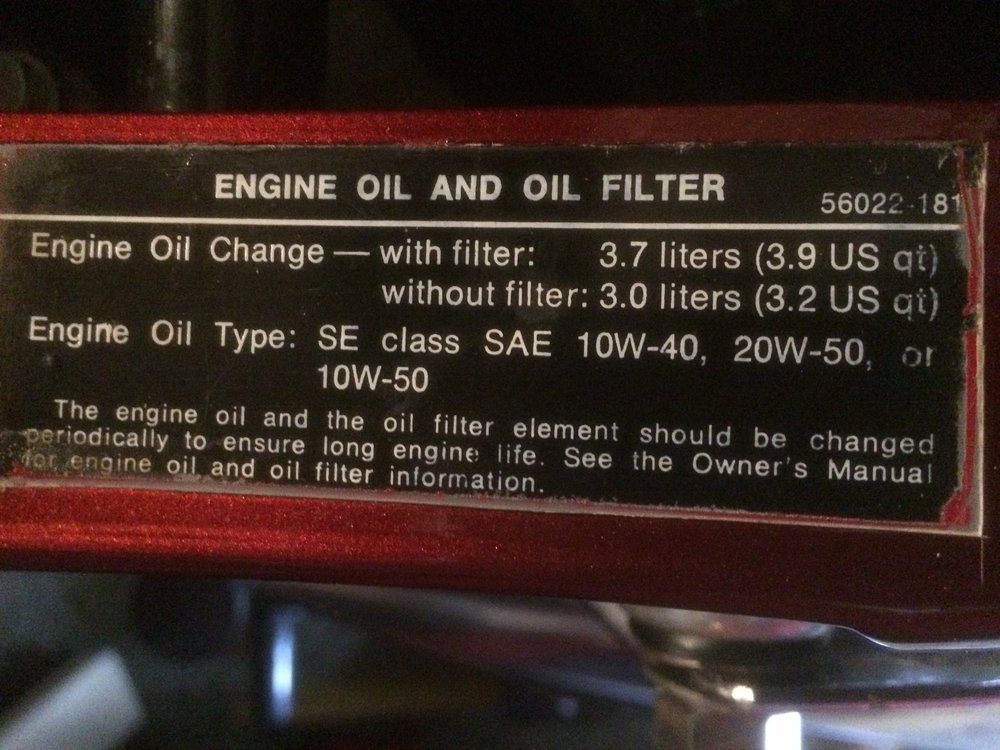 ENGINE OIL AND OIL FILTER 56022-181
Engine Oil Change — with filter: 3.7 liters (3.9 US qt)
without filter: 3.0 liters (3.2 US qt)
Engine Oil Type: SE class SAE 10W-40, 20W-50, or
10W-50
The engine oil and the oil filter element should be changed
periodically to ensure long engine life. See the Owner's Manual
for engine oil and oil filter information.